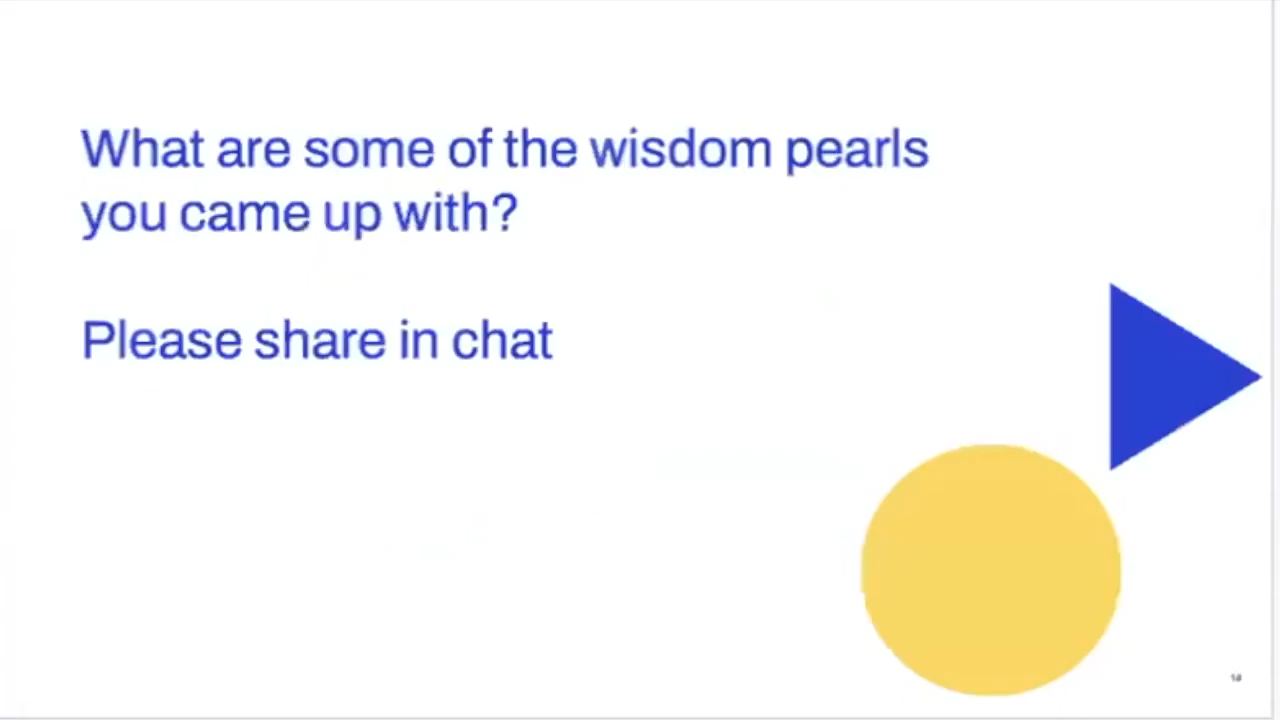 What are some of the wisdom pearls
you came up with?
Please share in chat